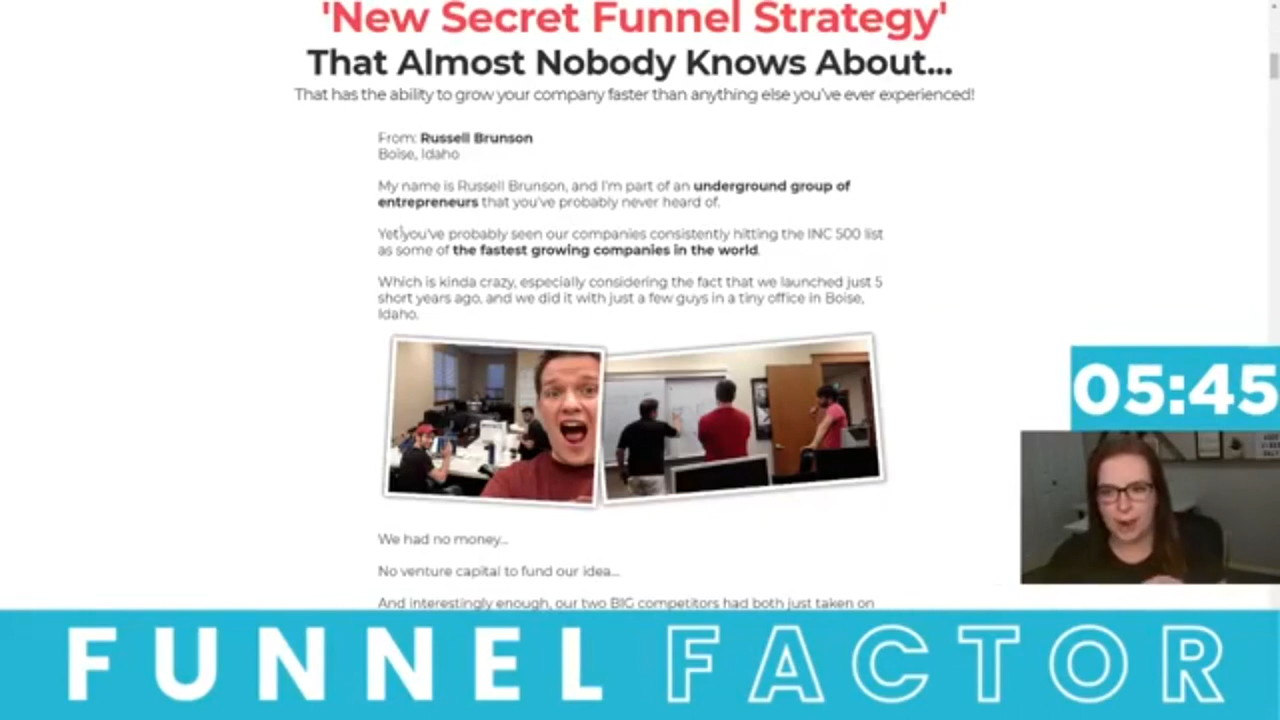 'New Secret Funnel Strategy'
That Almost Nobody Knows About...
That has the ability to grow your company faster than anything else you've ever experienced!
From: Russell Brunson
Boise, Idaho
My name is Russell Brunson, and I'm part of an underground group of
entrepreneurs that you've probably never heard of.
Yet you've probably seen our companies consistently hitting the INC 500 list
as some of the fastest growing companies in the world.
Which is kinda crazy, especially considering the fact that we launched just 5
short years ago, and we did it with just a few guys in a tiny office in Boise,
Idaho.
05:45
We had no money...
No venture capital to fund our idea...
And interestingly enough, our two BIG competitors had both just taken on
FUNNEL FACTOR